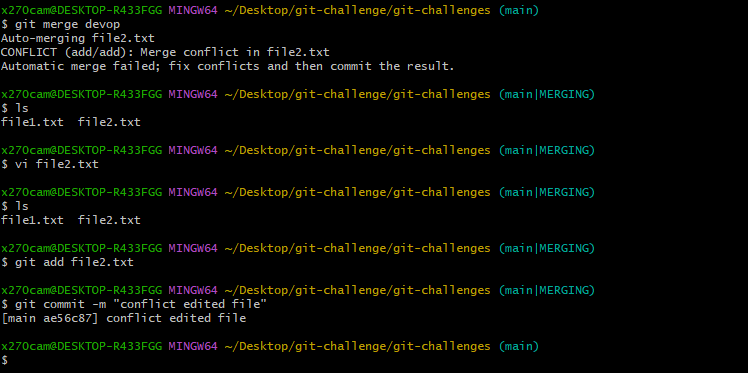 x270cam@DESKTOP-R433FGG MINGW64 ~/Desktop/git-challenge/git-challenges (main)
$ git merge devop
Auto-merging file2.txt
CONFLICT (add/add): Merge conflict in file2.txt
Automatic merge failed; fix conflicts and then commit the result.
x270cam@DESKTOP-R433FGG MINGW64 ~/Desktop/git-challenge/git-challenges (main|MERGING)
$ ls
file1.txt  file2.txt
x270cam@DESKTOP-R433FGG MINGW64 ~/Desktop/git-challenge/git-challenges (main|MERGING)
$ vi file2.txt
x270cam@DESKTOP-R433FGG MINGW64 ~/Desktop/git-challenge/git-challenges (main|MERGING)
$ ls
file1.txt  file2.txt
x270cam@DESKTOP-R433FGG MINGW64 ~/Desktop/git-challenge/git-challenges (main|MERGING)
$ git add file2.txt
x270cam@DESKTOP-R433FGG MINGW64 ~/Desktop/git-challenge/git-challenges (main|MERGING)
$ git commit -m "conflict edited file"
[main ae56c87] conflict edited file
x270cam@DESKTOP-R433FGG MINGW64 ~/Desktop/git-challenge/git-challenges (main)
$